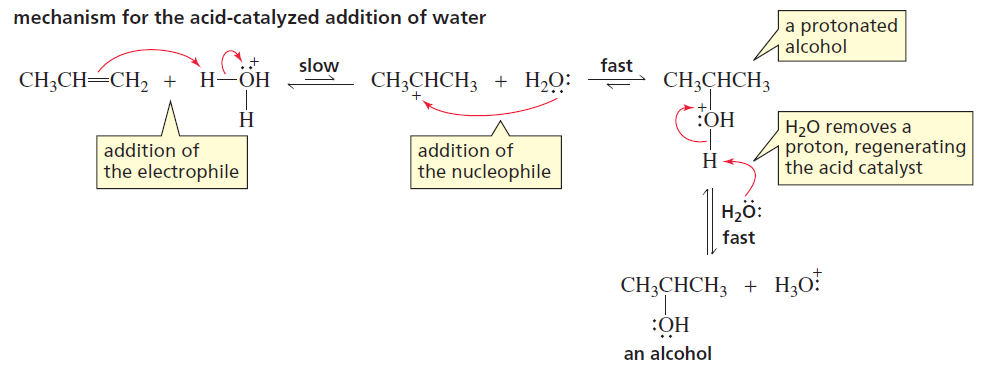 mechanism for the acid-catalyzed addition of water
a protonated
alcohol
slow
fast
CH₃CH=CH₂ + H–ÖH⁺ CH₃CHCH₃ + H₂O: CH₃CHCH₃
H
+
+
:OH
H
addition of
the electrophile
addition of
the nucleophile
H₂O removes a
proton, regenerating
the acid catalyst
H₂Ö:
fast
CH₃CHCH₃ + H₃O:⁺
:OH
an alcohol